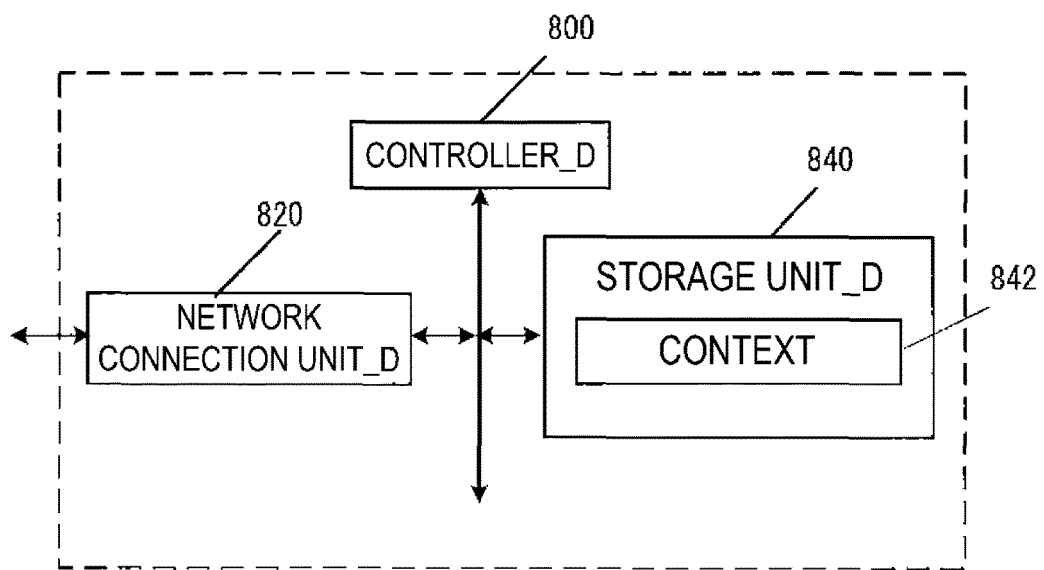 800
CONTROLLER_D
840
820
STORAGE UNIT_D
842
NETWORK
CONNECTION UNIT_D
CONTEXT